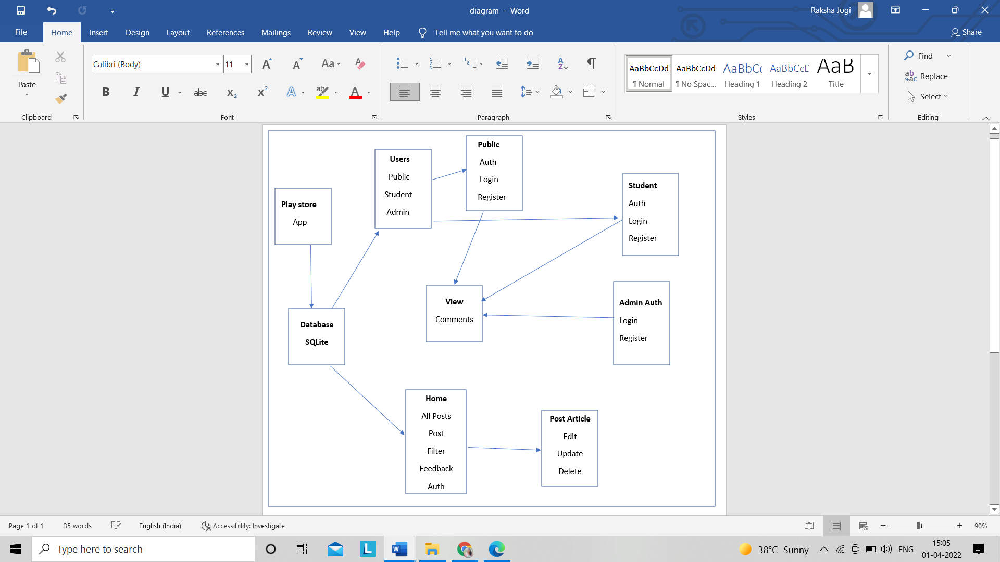 diagram - Word
Raksha Jogi
File
Home
Insert
Design
Layout
References
Mailings
Review
View
Help
Tell me what you want to do
Share
Paste
Clipboard
Calibri (Body)
11
Font
Paragraph
AaBbCcDd
¶ Normal
AaBbCcDd
¶ No Spac...
AaBbCc
Heading 1
AaBbCcD
Heading 2
AaB
Title
Styles
Find
Replace
Select
Editing
Play store
App
Users
Public
Student
Admin
Public
Auth
Login
Register
Student
Auth
Login
Register
Database
SQLite
View
Comments
Admin Auth
Login
Register
Home
All Posts
Post
Filter
Feedback
Auth
Post Article
Edit
Update
Delete
Page 1 of 1
35 words
English (India)
Accessibility: Investigate
90%
Type here to search
38°C Sunny
ENG
15:05
01-04-2022